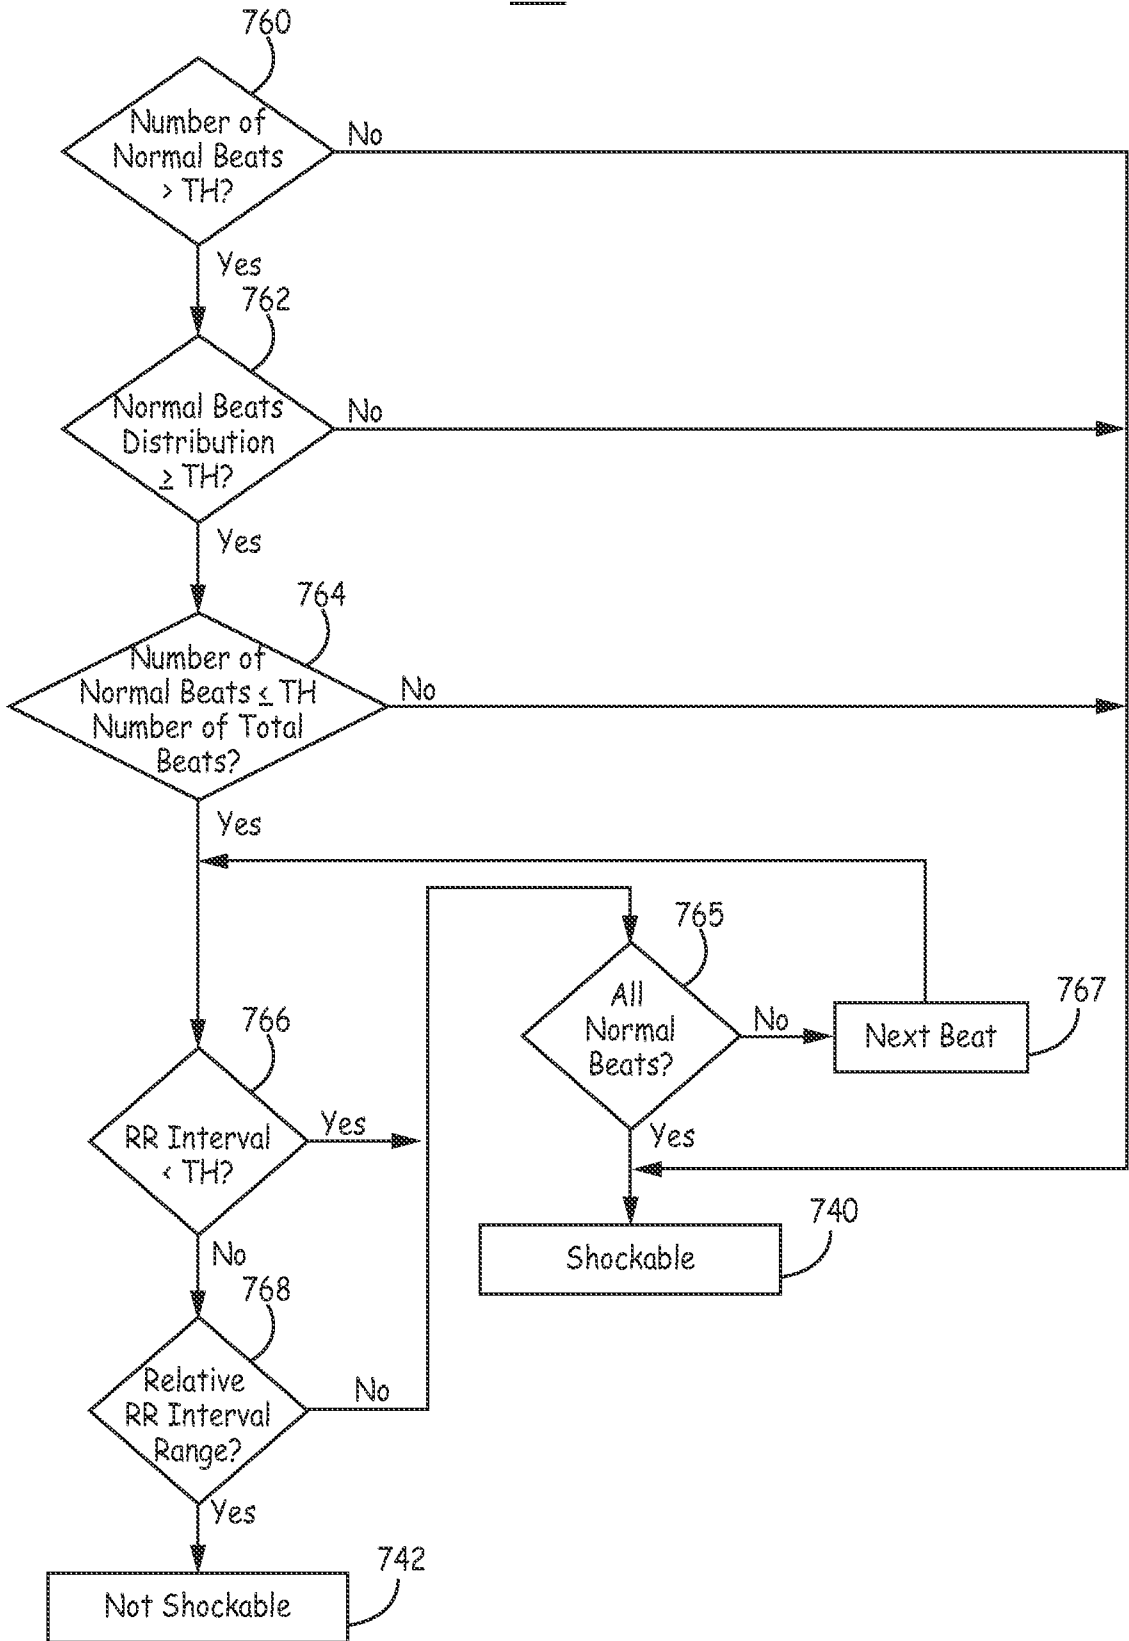 760
Number of
Normal Beats
> TH?
No
Yes
762
Normal Beats
Distribution
≥ TH?
No
Yes
764
Number of
Normal Beats ≤ TH
Number of Total
Beats?
No
Yes
765
All
Normal
Beats?
No
767
Next Beat
766
RR Interval
< TH?
Yes
Yes
740
Shockable
No
768
Relative
RR Interval
Range?
No
Yes
742
Not Shockable